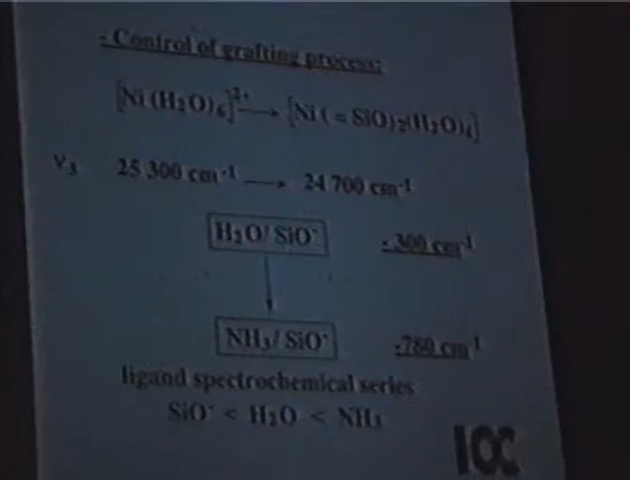 - Control of grafting process:
[Ni (H₂O)₆]²⁺ → [Ni ( ≡ SiO)₂(H₂O)₄]
ν₃ 25 300 cm⁻¹ → 24 700 cm⁻¹
H₂O/ SiO⁻ - 300 cm⁻¹
NH₃/ SiO⁻ -780 cm⁻¹
ligand spectrochemical series
SiO⁻ < H₂O < NH₃